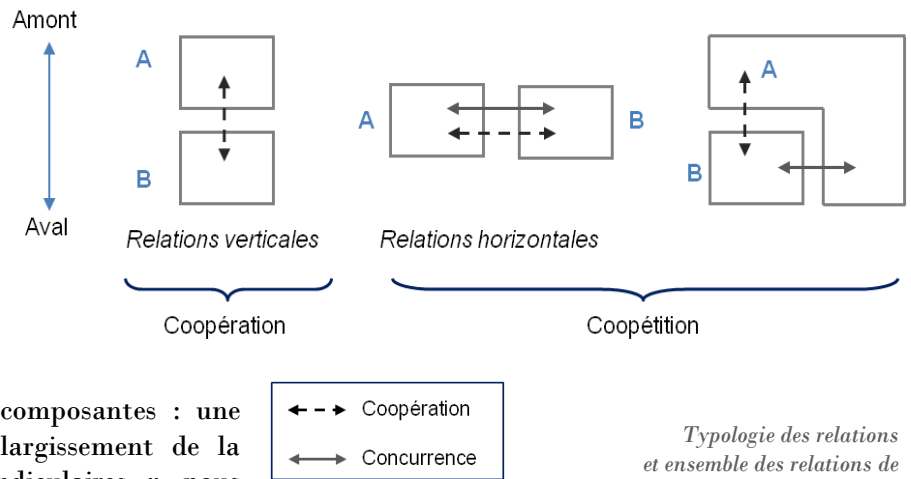 Amont
A
A
A
B
B
B
Aval
Relations verticales
Relations horizontales
Coopération
Coopétition
composantes : une
largissement de la
Coopération
Concurrence
Typologie des relations
et ensemble des relations de